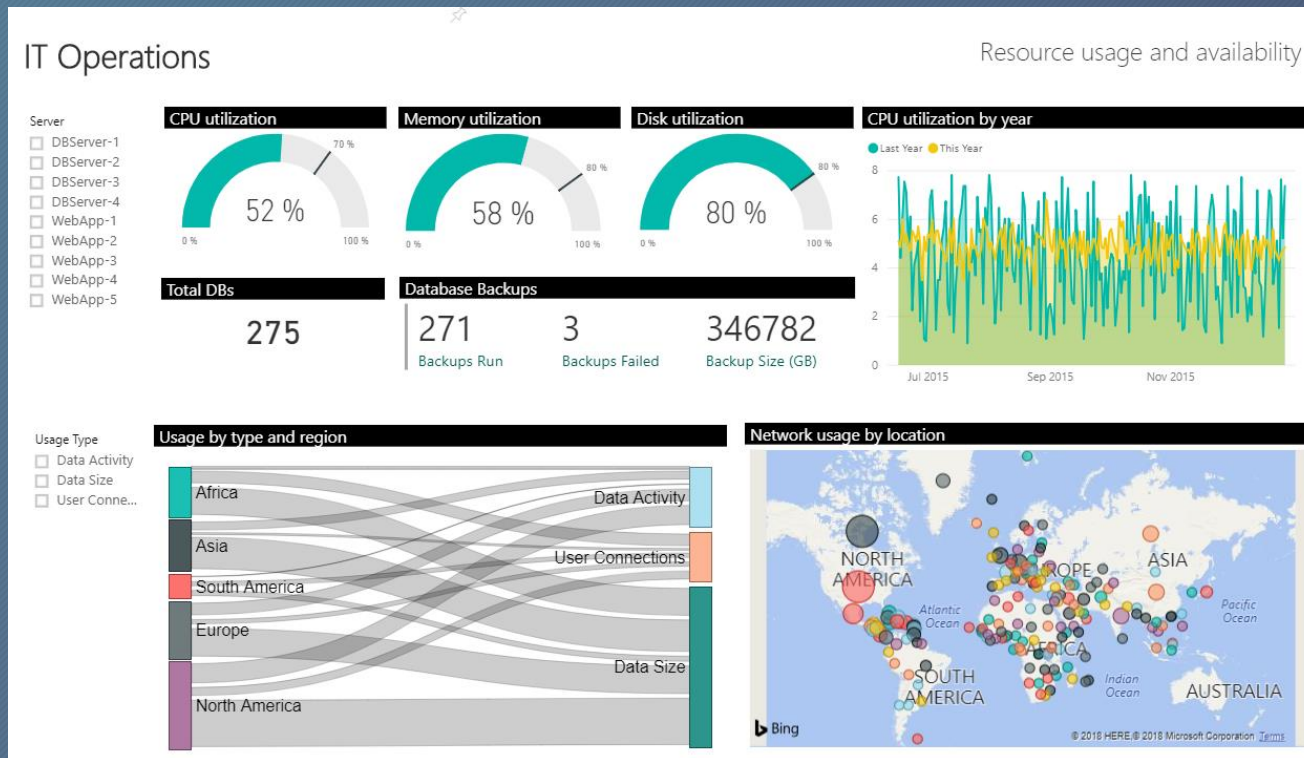 IT Operations
Resource usage and availability
Server
DBServer-1
DBServer-2
DBServer-3
DBServer-4
WebApp-1
WebApp-2
WebApp-3
WebApp-4
WebApp-5
CPU utilization
70 %
52 %
0 %
100 %
Memory utilization
80 %
58 %
0 %
100 %
Disk utilization
80 %
80 %
0 %
100 %
CPU utilization by year
Last Year This Year
8
6
4
2
0
Jul 2015 Sep 2015 Nov 2015
Total DBs
275
Database Backups
271 3 346782
Backups Run Backups Failed Backup Size (GB)
Usage Type
Data Activity
Data Size
User Conne...
Usage by type and region
Africa
Asia
South America
Europe
North America
Data Activity
User Connections
Data Size
Network usage by location
NORTH
AMERICA
ASIA
Atlantic
Ocean
Pacific
Ocean
AFRICA
SOUTH
AMERICA
Indian
Ocean
AUSTRALIA
Bing
© 2018 HERE,© 2018 Microsoft Corporation Terms